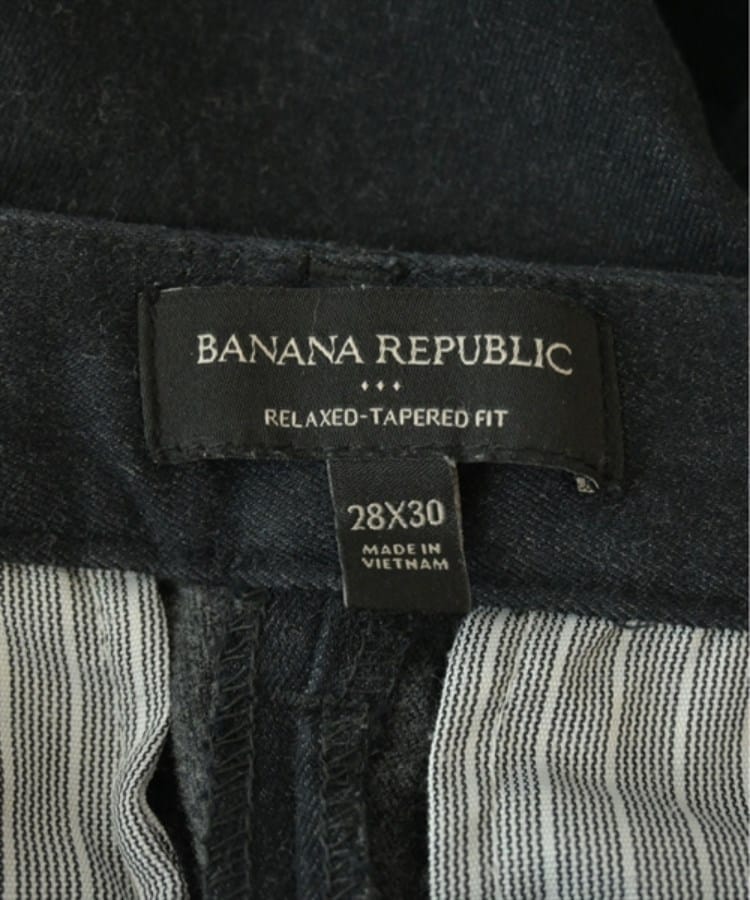 BANANA REPUBLIC
RELAXED-TAPERED FIT
28X30
MADE IN
VIETNAM